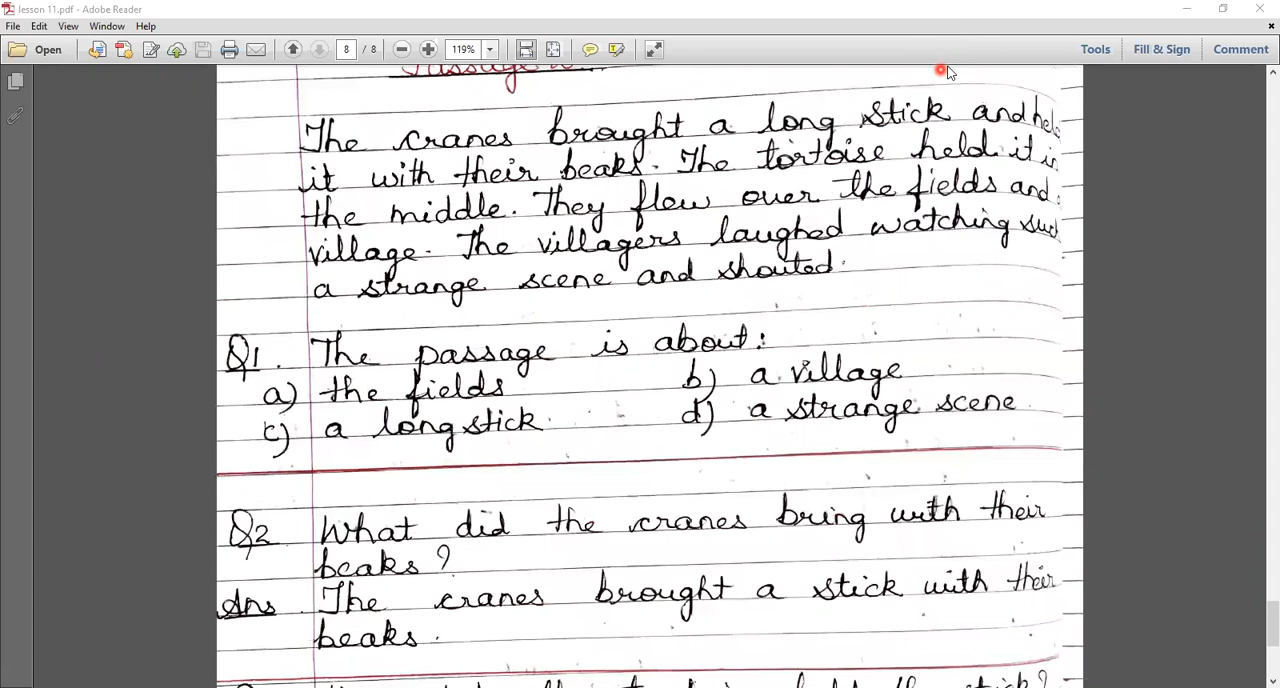 lesson 11.pdf - Adobe Reader
File Edit View Window Help
Open 8 / 8 119% Tools Fill & Sign Comment
The cranes brought a long stick and
it with their beaks. The tortoise held it
the middle. They flow over the fields and
village. The villagers laughed watching
a strange scene and shouted.
Q1. The passage is about:
a) the fields b) a village
c) a long stick. d) a strange scene
Q2 What did the cranes bring with their
beaks?
Ans The cranes brought a stick with their
beaks.